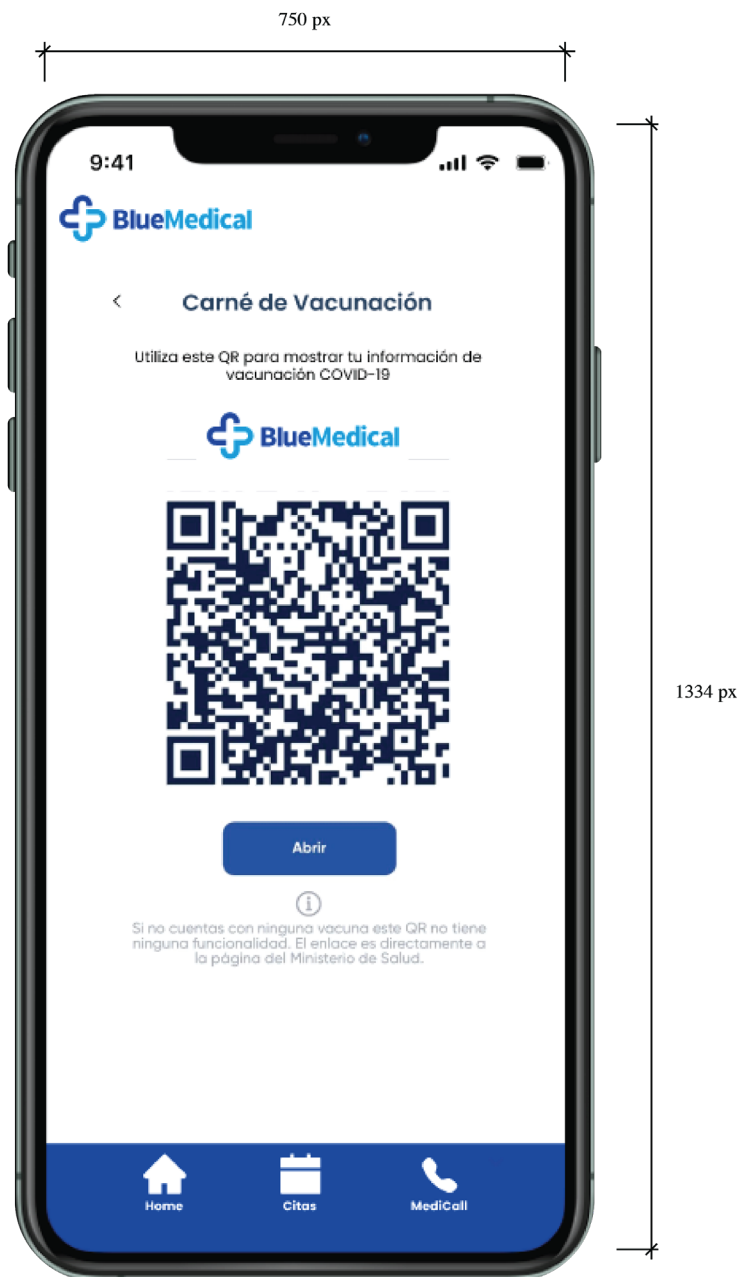 750 px
9:41
BlueMedical
Carné de Vacunación
Utiliza este QR para mostrar tu información de
vacunación COVID-19
BlueMedical
1334 px
Abrir
Si no cuentas con ninguna vacuna este QR no tiene
ninguna funcionalidad. El enlace es directamente a
la página del Ministerio de Salud.
Home
Citas
MediCall